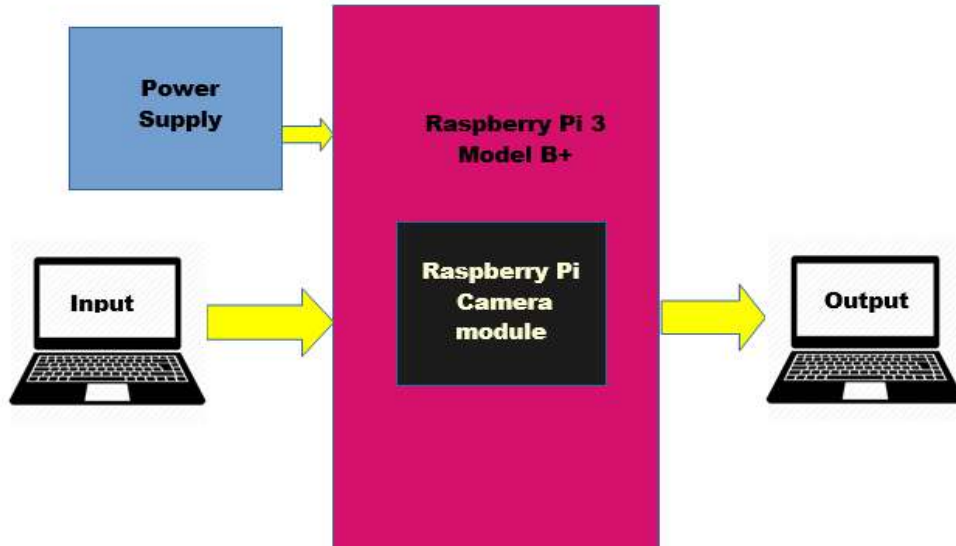 Power
Supply
Raspberry Pi 3
Model B+
Raspberry Pi
Camera
module
Input
Output